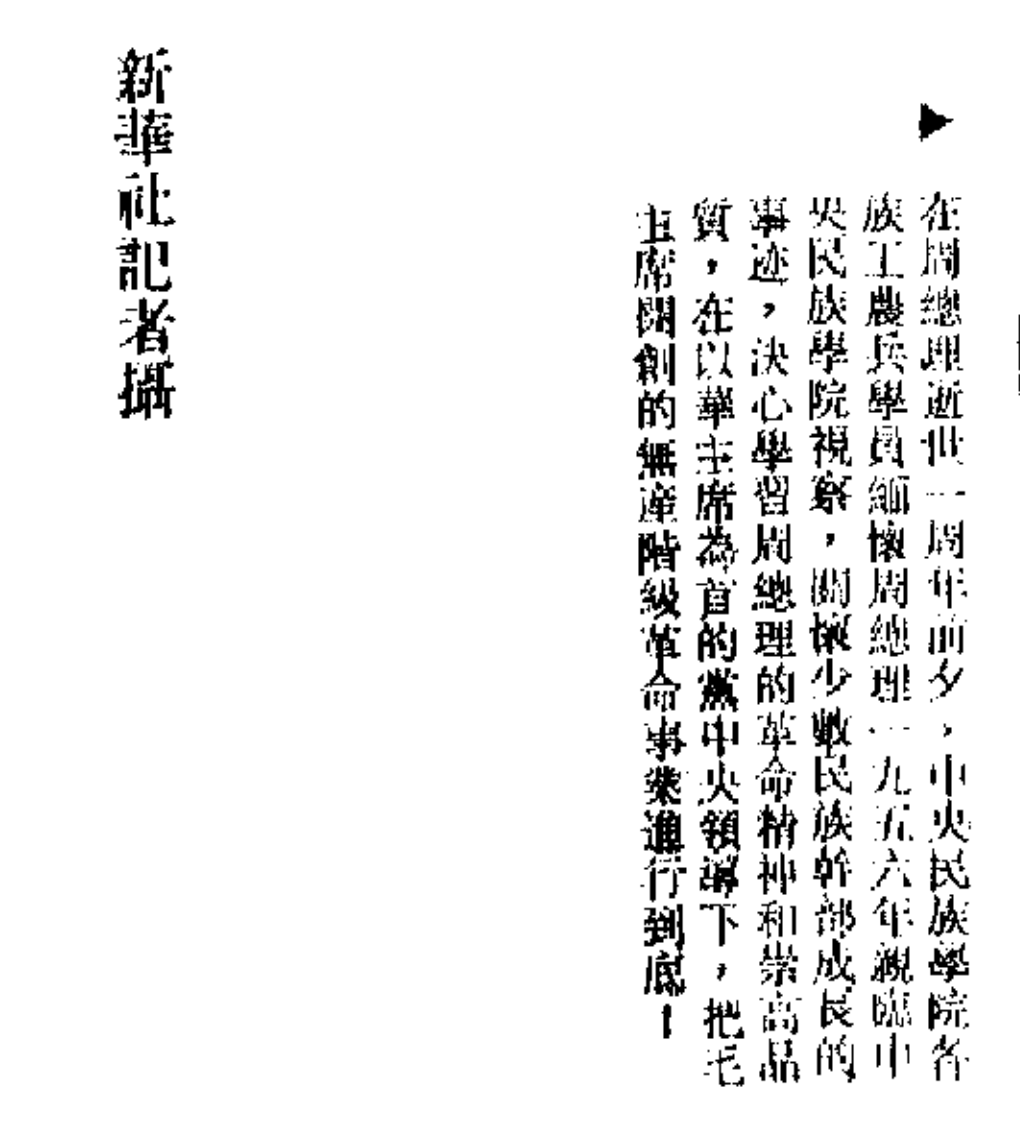 ▶
在周總理逝世一周年前夕，中央民族學院各
族工農兵學員緬懷周總理一九五六年親臨中
央民族學院視察，關懷少數民族幹部成長的
事迹，決心學習周總理的革命精神和崇高品
質，在以華主席為首的黨中央領導下，把毛
主席開創的無產階級革命事業進行到底！
新華社記者攝